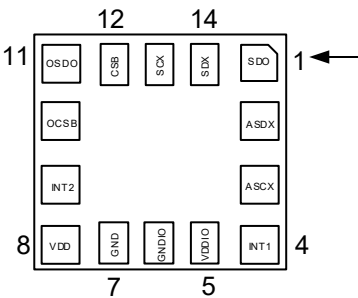 12 14
11 OSDO CSB SCX SDX SDO 1
OCSB ASDX
INT2 ASCX
8 VDD GND GNDIO VDDIO INT1 4
7 5